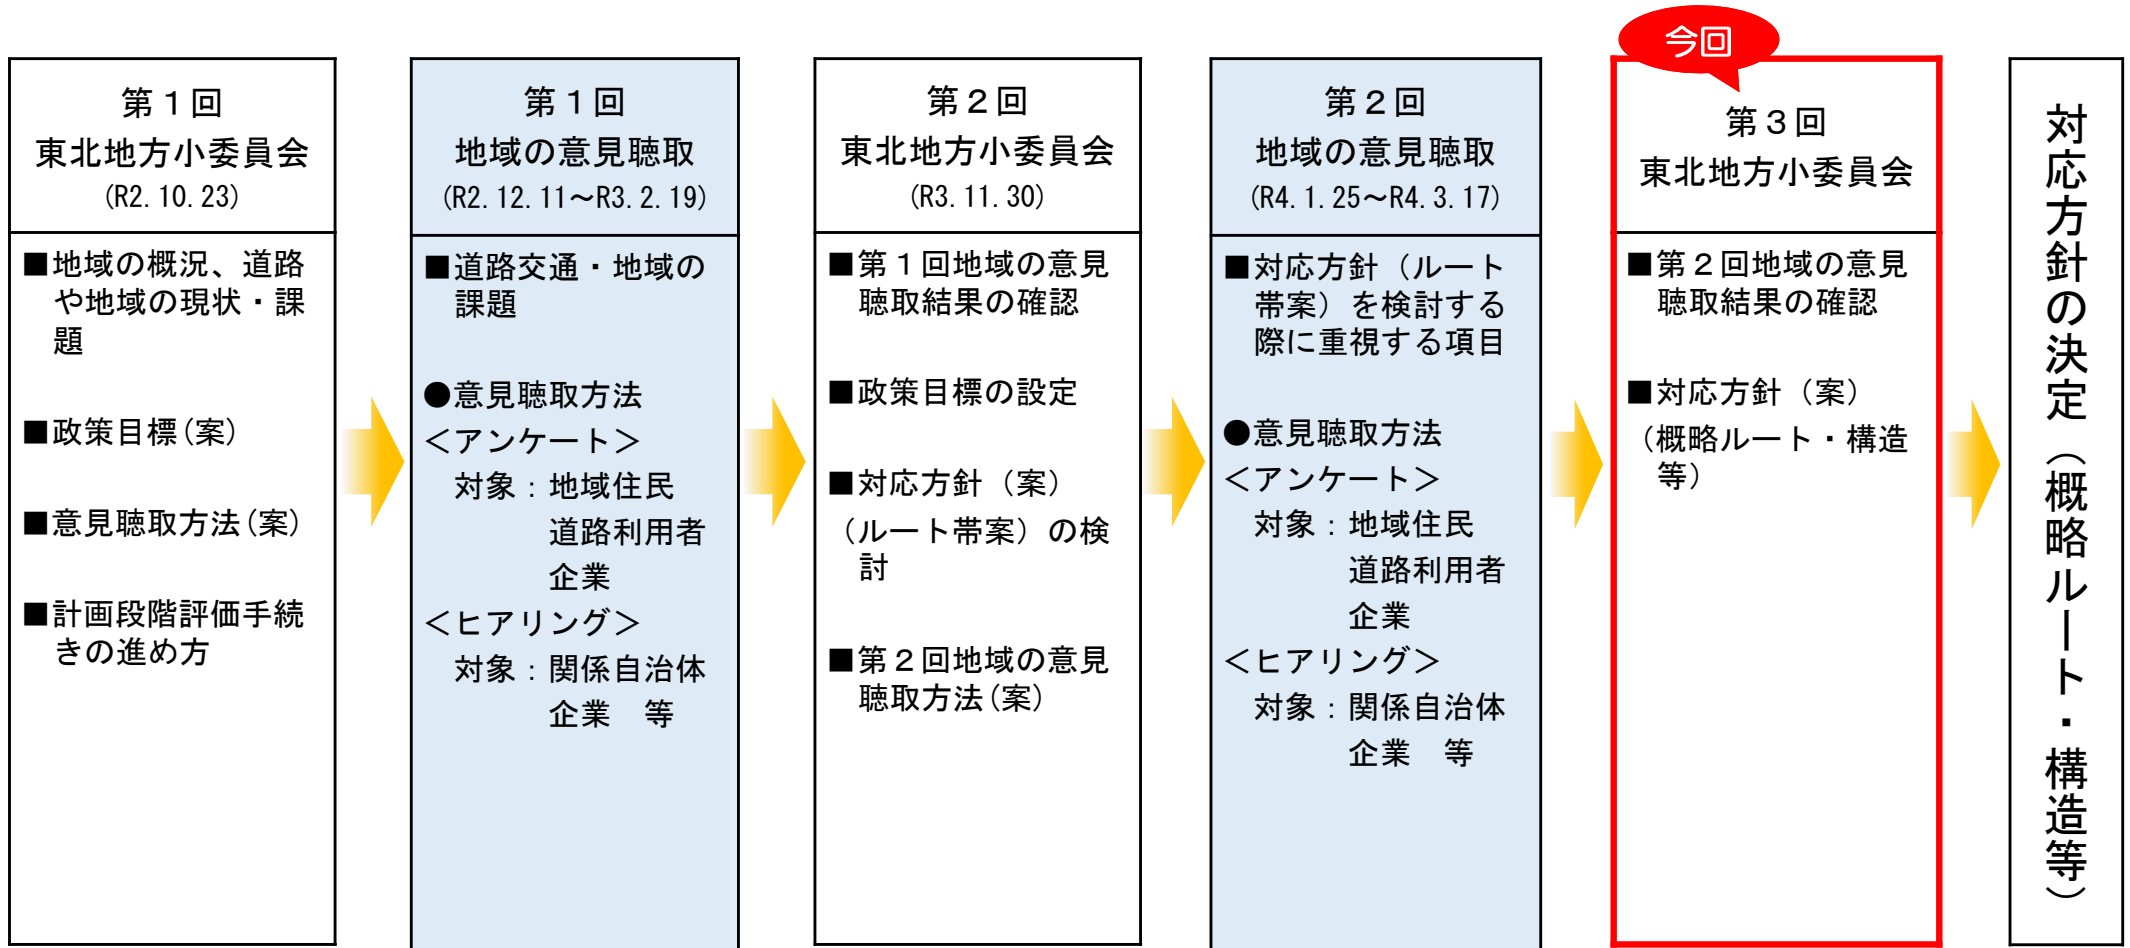 第１回
東北地方小委員会
(R2.10.23)
■地域の概況、道路
や地域の現状・課
題
■政策目標(案)
■意見聴取方法(案)
■計画段階評価手続
きの進め方
第１回
地域の意見聴取
(R2.12.11～R3.2.19)
■道路交通・地域の
課題
●意見聴取方法
＜アンケート＞
対象：地域住民
道路利用者
企業
＜ヒアリング＞
対象：関係自治体
企業　等
第２回
東北地方小委員会
(R3.11.30)
■第１回地域の意見
聴取結果の確認
■政策目標の設定
■対応方針（案）
（ルート帯案）の検
討
■第２回地域の意見
聴取方法(案)
第２回
地域の意見聴取
(R4.1.25～R4.3.17)
■対応方針（ルート
帯案）を検討する
際に重視する項目
●意見聴取方法
＜アンケート＞
対象：地域住民
道路利用者
企業
＜ヒアリング＞
対象：関係自治体
企業　等
今回
第３回
東北地方小委員会
■第２回地域の意見
聴取結果の確認
■対応方針（案）
（概略ルート・構造
等）
対応方針の決定（概略ルート・構造等）